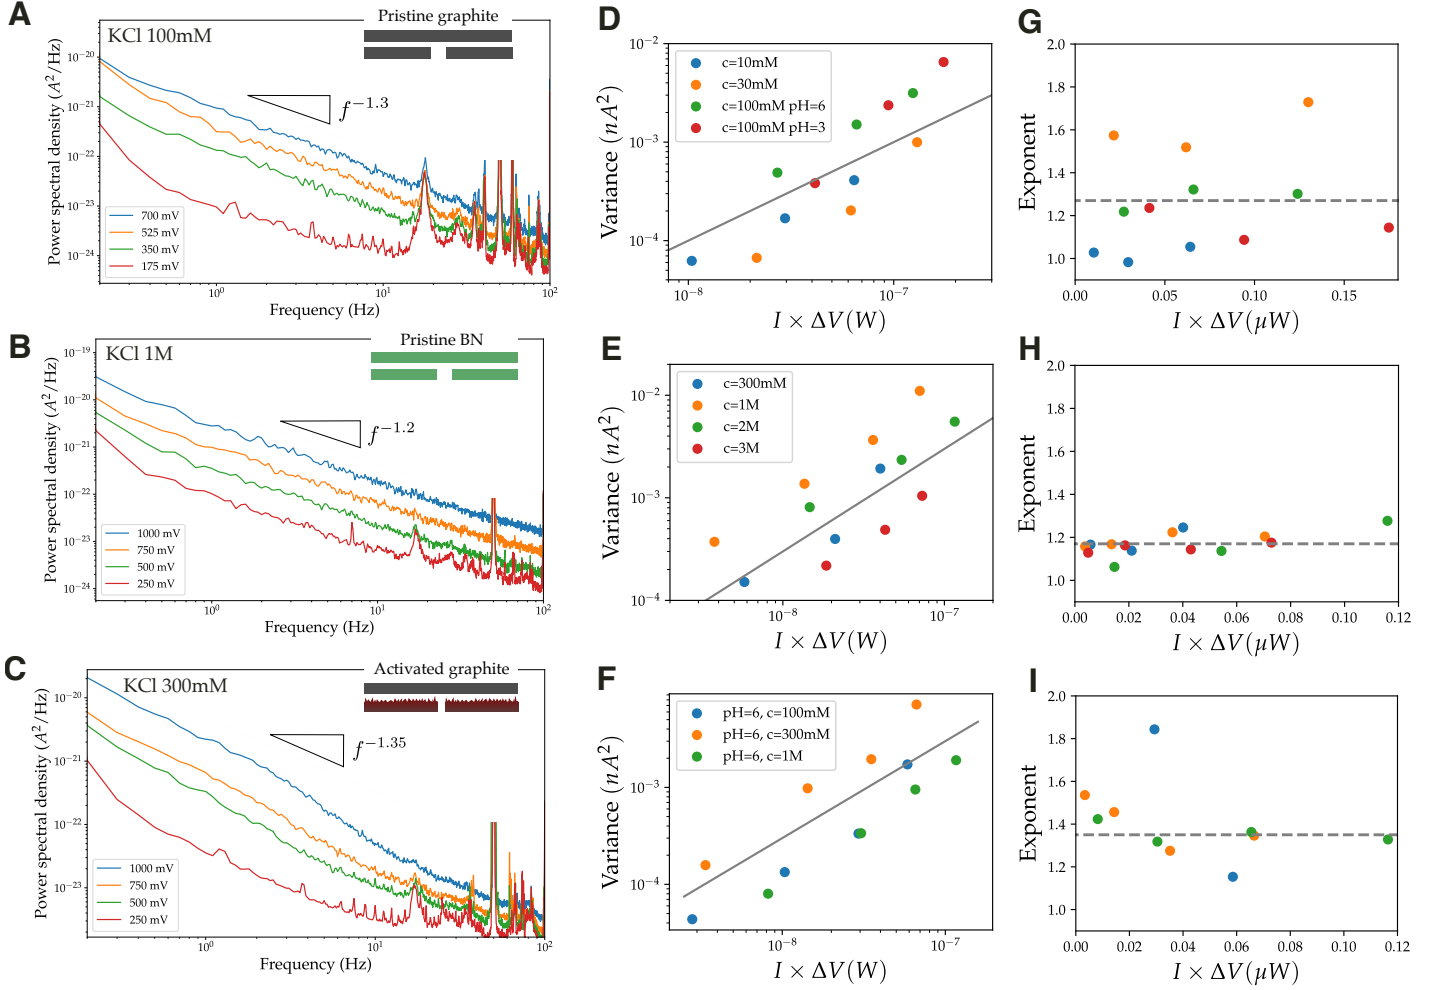 A
KCl 100mM
Pristine graphite
f^{-1.3}
Power spectral density (A^2/Hz)
10^{-20}
10^{-21}
10^{-22}
10^{-23}
10^{-24}
700 mV
525 mV
350 mV
175 mV
10^0
10^1
10^2
Frequency (Hz)
D
Variance (nA^2)
10^{-2}
10^{-3}
10^{-4}
c=10mM
c=30mM
c=100mM pH=6
c=100mM pH=3
10^{-8}
10^{-7}
I × ΔV(W)
G
Exponent
2.0
1.8
1.6
1.4
1.2
1.0
0.00
0.05
0.10
0.15
I × ΔV(μW)
B
KCl 1M
Pristine BN
f^{-1.2}
Power spectral density (A^2/Hz)
10^{-19}
10^{-20}
10^{-21}
10^{-22}
10^{-23}
10^{-24}
1000 mV
750 mV
500 mV
250 mV
10^0
10^1
10^2
Frequency (Hz)
E
Variance (nA^2)
10^{-2}
10^{-3}
10^{-4}
c=300mM
c=1M
c=2M
c=3M
10^{-8}
10^{-7}
I × ΔV(W)
H
Exponent
2.0
1.8
1.6
1.4
1.2
1.0
0.00
0.02
0.04
0.06
0.08
0.10
0.12
I × ΔV(μW)
C
KCl 300mM
Activated graphite
f^{-1.35}
Power spectral density (A^2/Hz)
10^{-20}
10^{-21}
10^{-22}
10^{-23}
1000 mV
750 mV
500 mV
250 mV
10^0
10^1
10^2
Frequency (Hz)
F
Variance (nA^2)
10^{-3}
10^{-4}
pH=6, c=100mM
pH=6, c=300mM
pH=6, c=1M
10^{-8}
10^{-7}
I × ΔV(W)
I
Exponent
2.0
1.8
1.6
1.4
1.2
1.0
0.00
0.02
0.04
0.06
0.08
0.10
0.12
I × ΔV(μW)